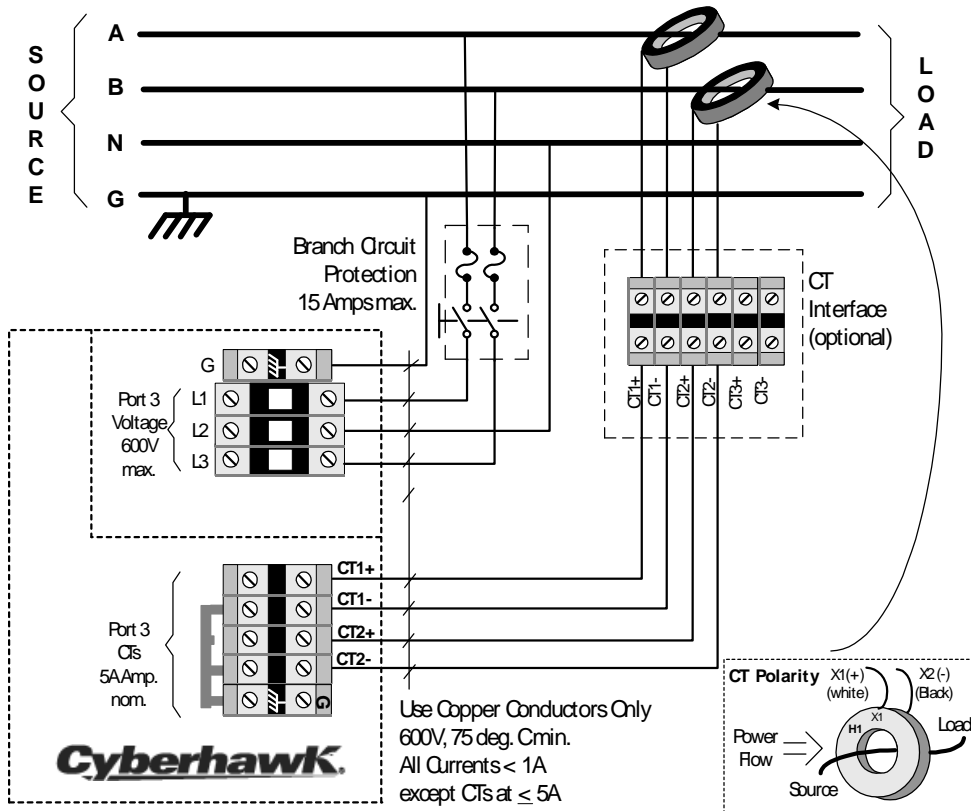 SOURCE
A
B
N
G
LOAD
Branch Circuit
Protection
15 Amps max.
CT
Interface
(optional)
CT1+
CT1-
CT2+
CT2-
CT3+
CT3-
G
L1
L2
L3
Port 3
Voltage
600V
max.
CT1+
CT1-
CT2+
CT2-
G
Port 3
CTs
5A Amp.
nom.
Cyberhawk.
Use Copper Conductors Only
600V, 75 deg. C min.
All Currents < 1A
except CTs at ≤ 5A
CT Polarity
X1(+)
(white)
X2(-)
(Black)
H1
X1
Load
Power
Flow
Source